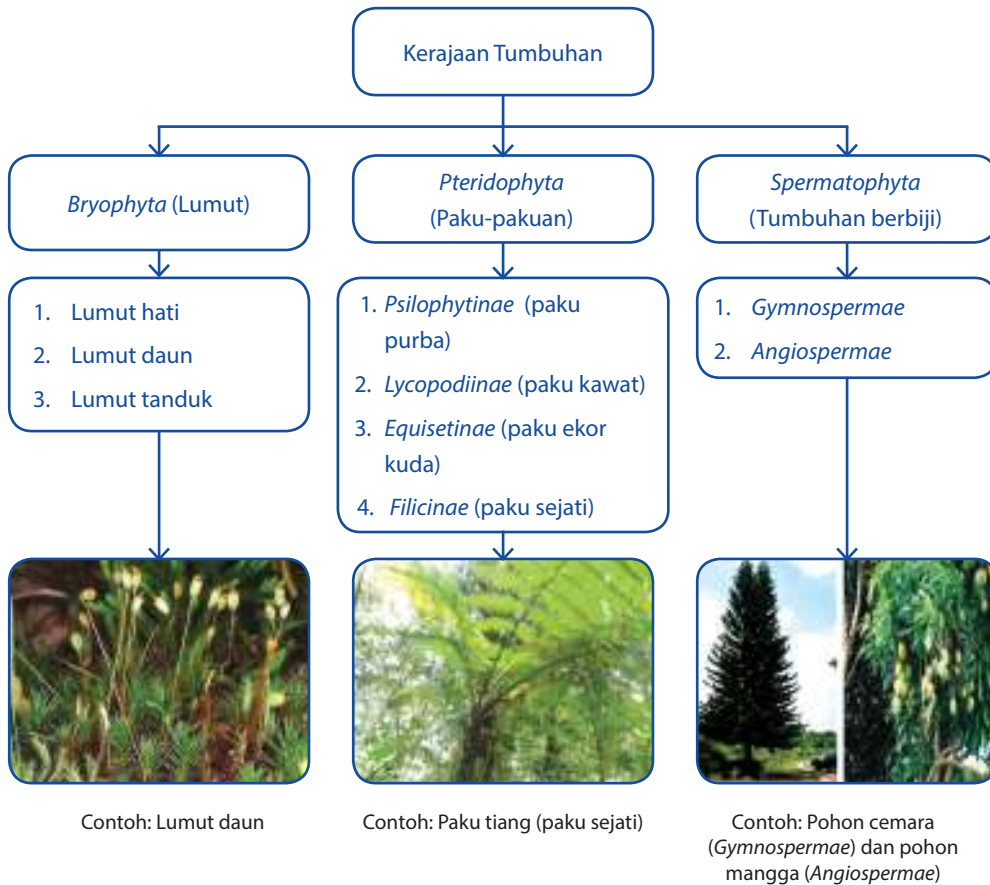 Kerajaan Tumbuhan
Bryophyta (Lumut)
Pteridophyta
(Paku-pakuan)
Spermatophyta
(Tumbuhan berbiji)
1. Lumut hati
2. Lumut daun
3. Lumut tanduk
1. Psilophytinae (paku
purba)
2. Lycopodiinae (paku kawat)
3. Equisetinae (paku ekor
kuda)
4. Filicinae (paku sejati)
1. Gymnospermae
2. Angiospermae
Contoh: Lumut daun
Contoh: Paku tiang (paku sejati)
Contoh: Pohon cemara
(Gymnospermae) dan pohon
mangga (Angiospermae)